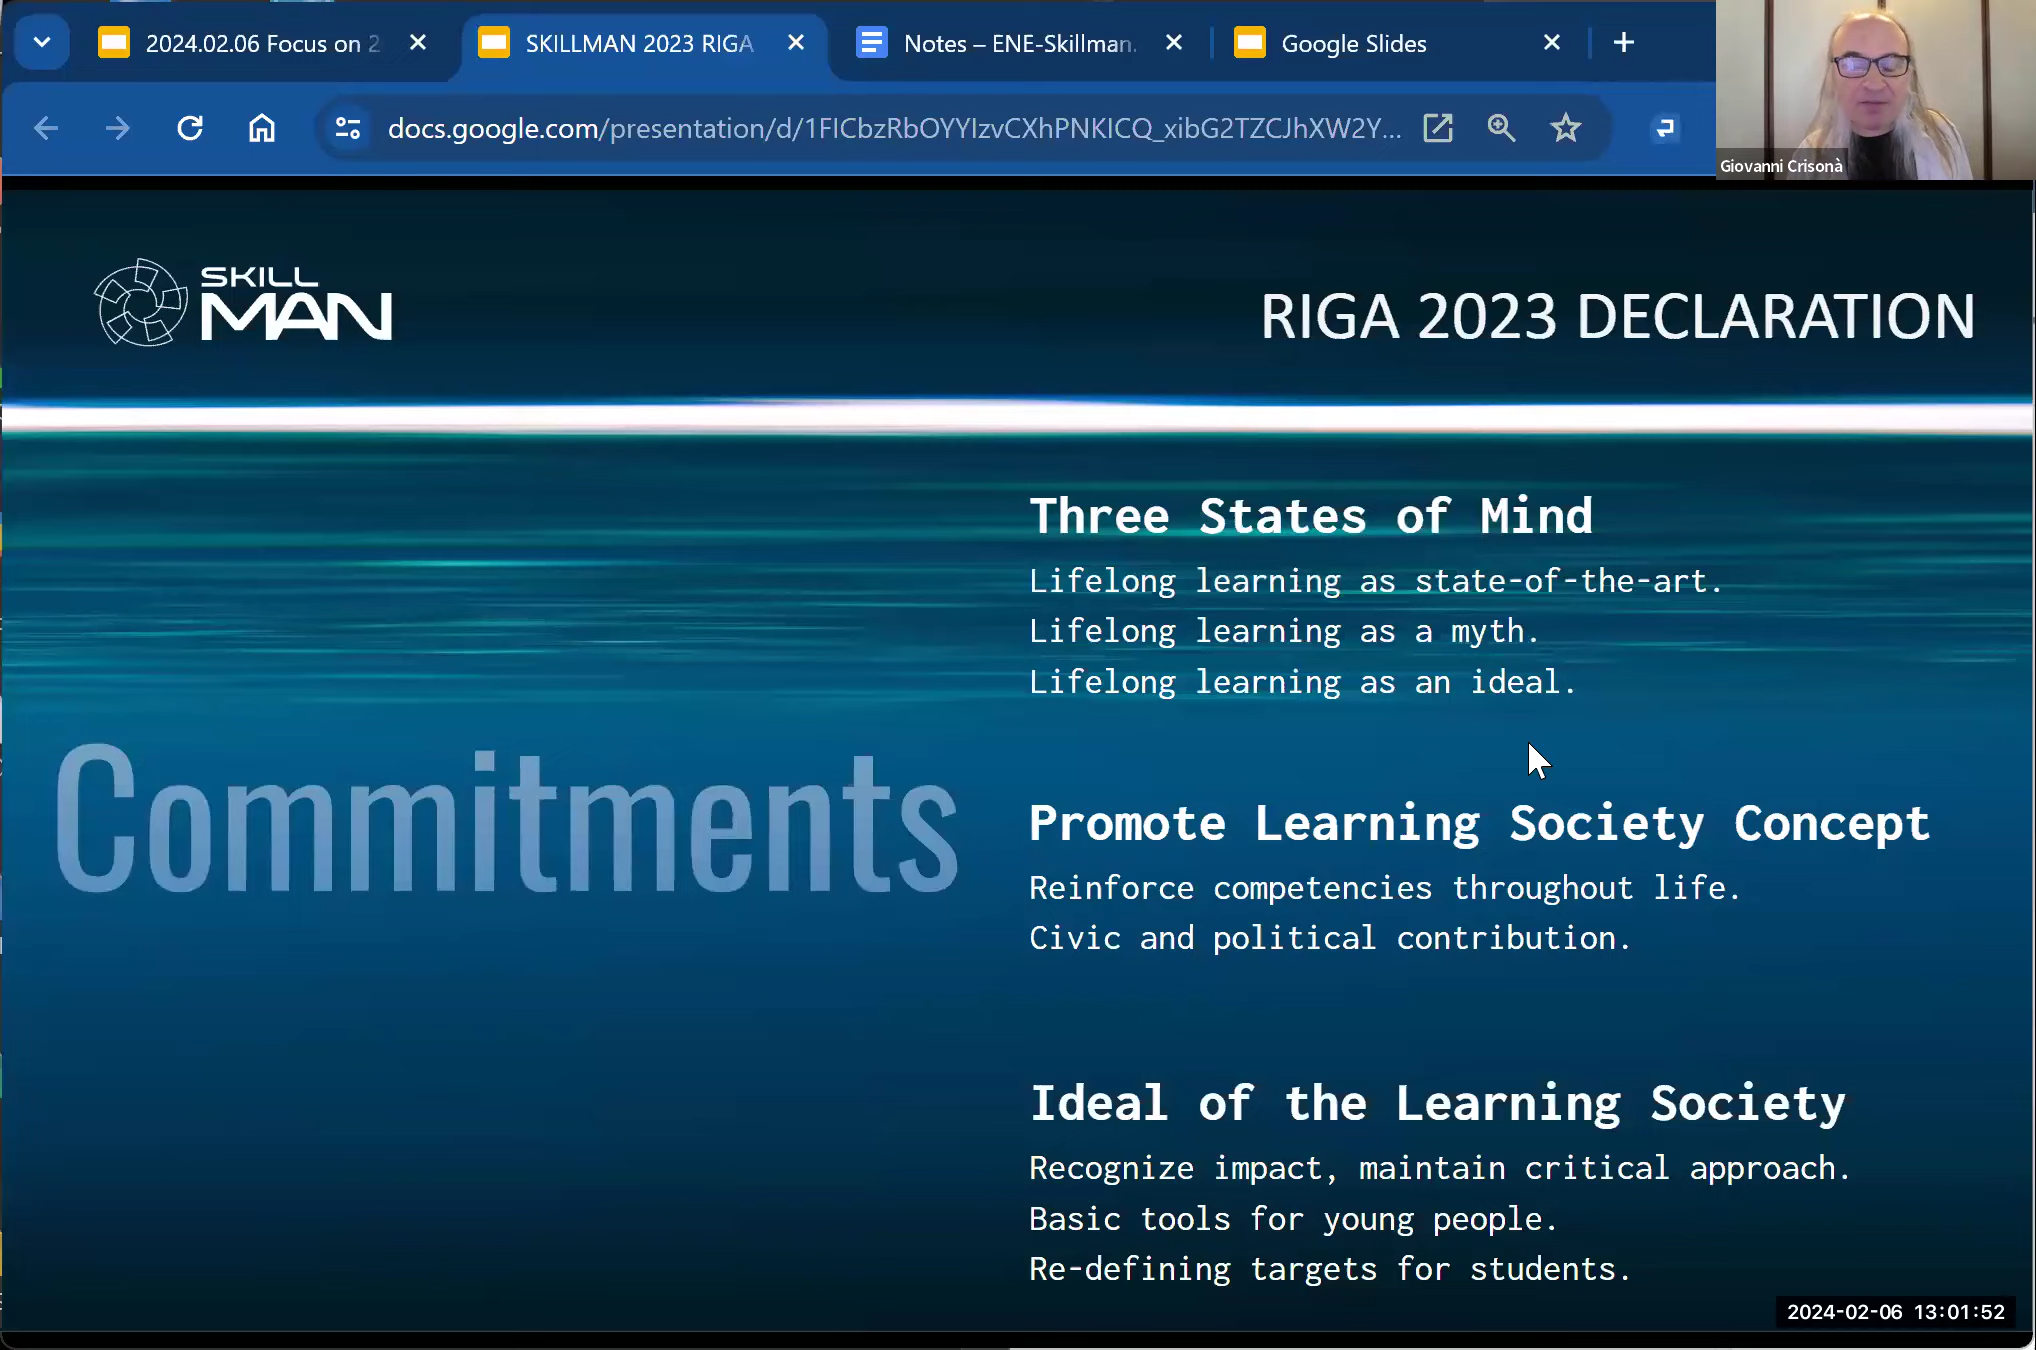 2024.02.06 Focus on 2
SKILLMAN 2023 RIGA
Notes – ENE-Skillman.
Google Slides
docs.google.com/presentation/d/1FICbzRbOYYIzvCXhPNKICQ_xibG2TZCJhXW2Y...
Giovanni Crisonà
SKILL
MAN
RIGA 2023 DECLARATION
Three States of Mind
Lifelong learning as state-of-the-art.
Lifelong learning as a myth.
Lifelong learning as an ideal.
Commitments
Promote Learning Society Concept
Reinforce competencies throughout life.
Civic and political contribution.
Ideal of the Learning Society
Recognize impact, maintain critical approach.
Basic tools for young people.
Re-defining targets for students.
2024-02-06 13:01:52